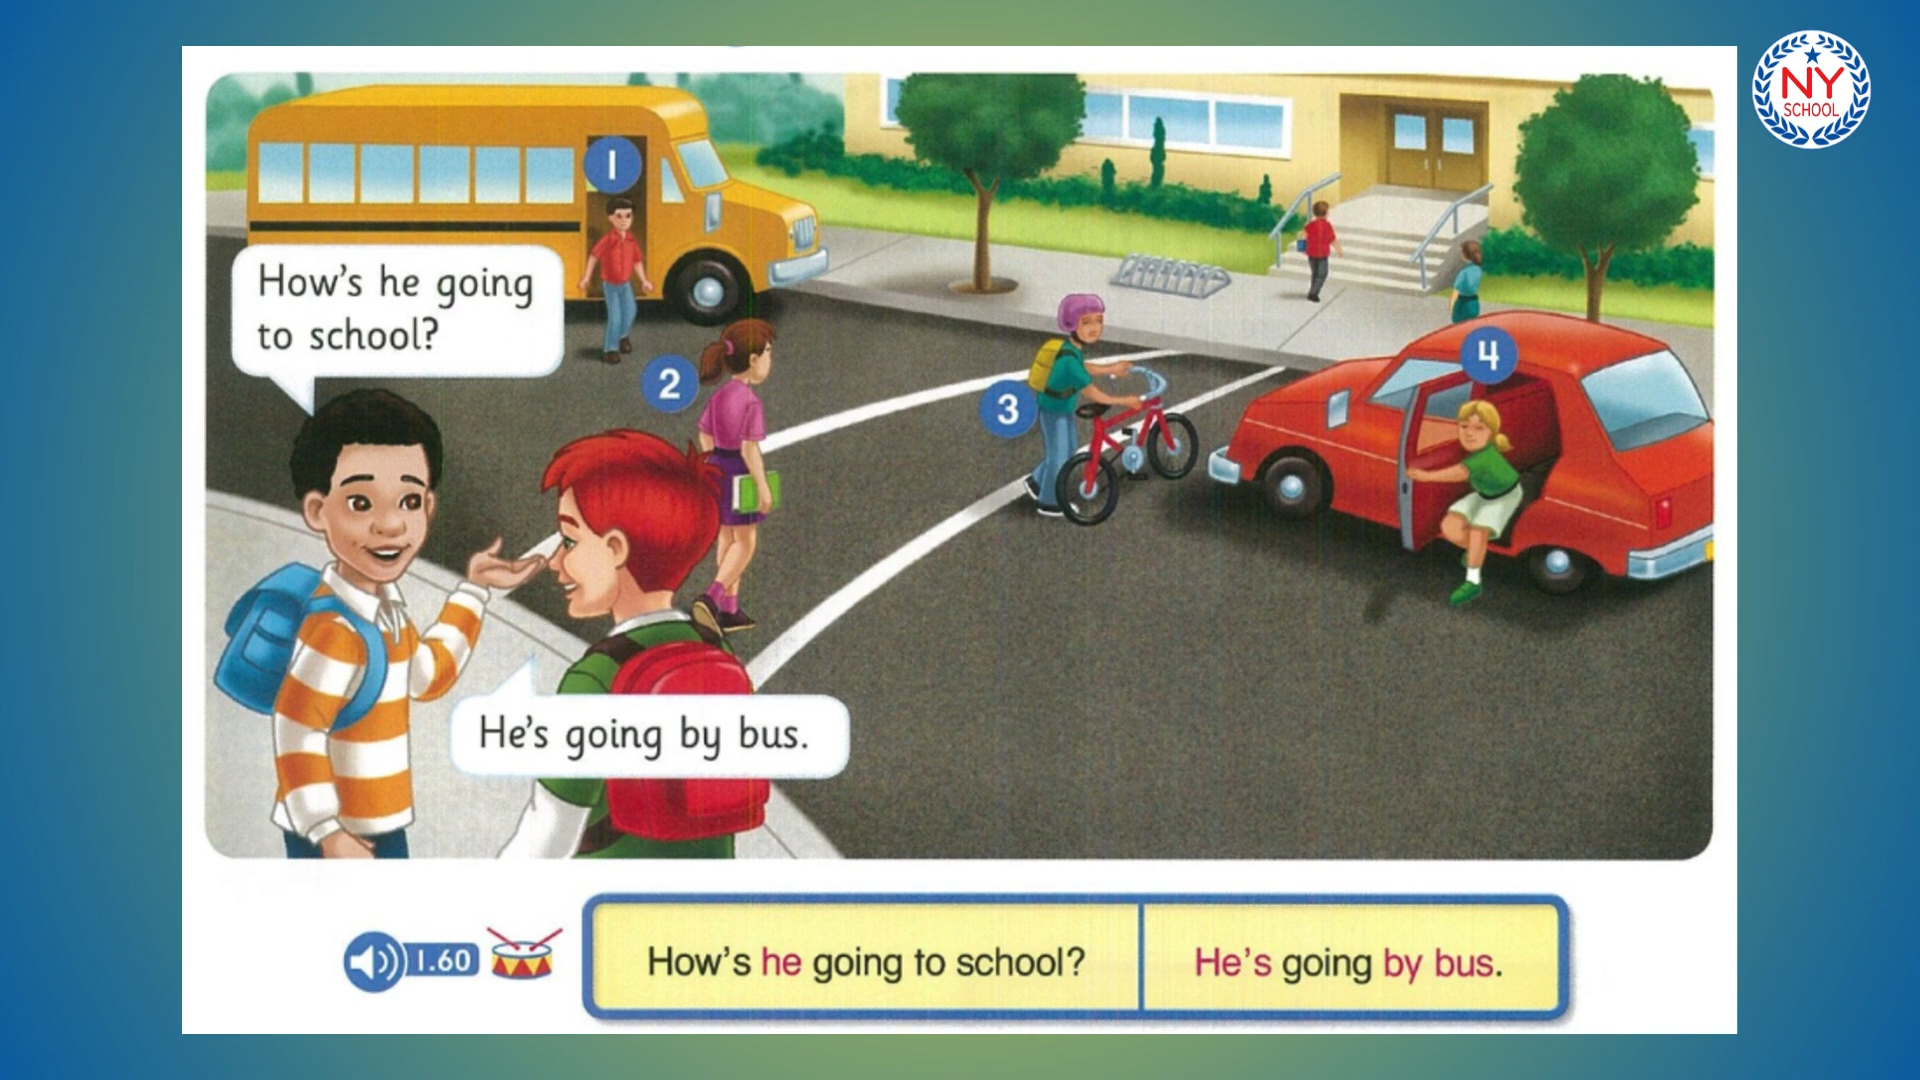 NY
SCHOOL
1
How's he going
to school?
2
3
4
He's going by bus.
1.60
How's he going to school?
He's going by bus.